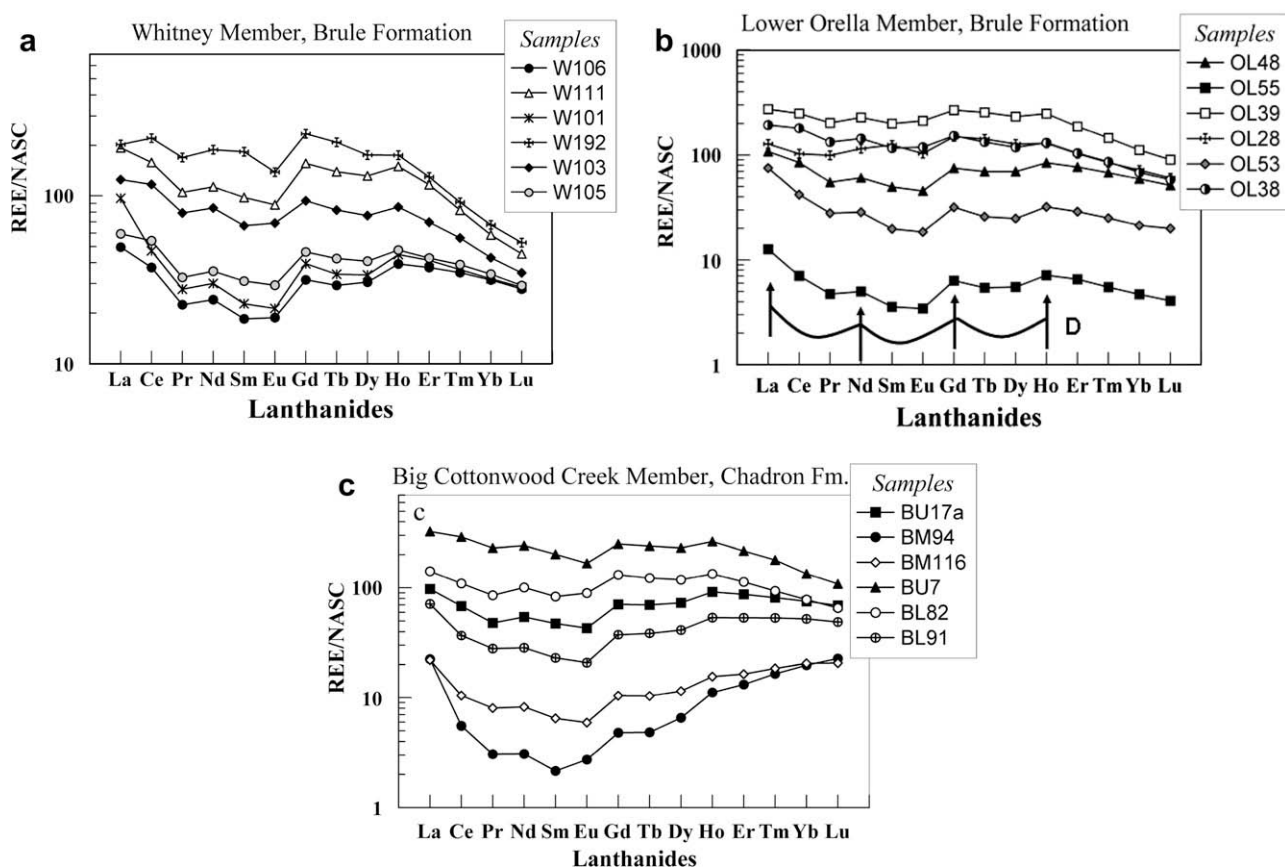 a
Whitney Member, Brule Formation
Samples
W106
W111
W101
W192
W103
W105
REE/NASC
100
10
La Ce Pr Nd Sm Eu Gd Tb Dy Ho Er Tm Yb Lu
Lanthanides
b
Lower Orella Member, Brule Formation
Samples
OL48
OL55
OL39
OL28
OL53
OL38
REE/NASC
1000
100
10
1
D
La Ce Pr Nd Sm Eu Gd Tb Dy Ho Er Tm Yb Lu
Lanthanides
c
Big Cottonwood Creek Member, Chadron Fm.
Samples
BU17a
BM94
BM116
BU7
BL82
BL91
c
REE/NASC
100
10
1
La Ce Pr Nd Sm Eu Gd Tb Dy Ho Er Tm Yb Lu
Lanthanides